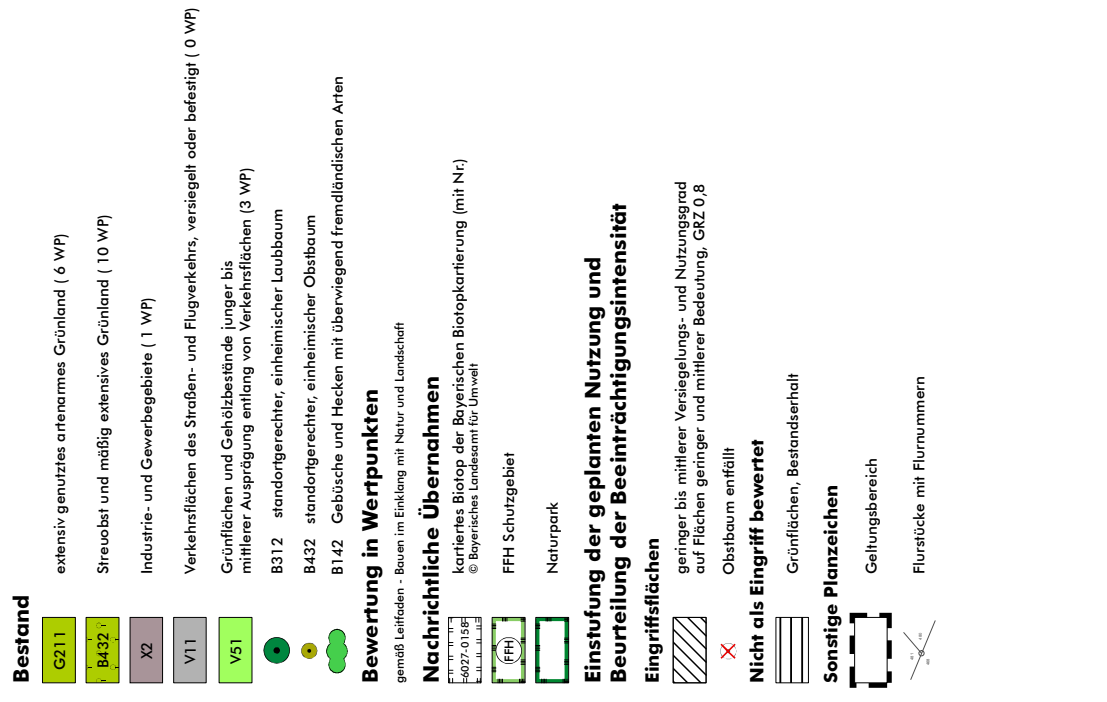 Bestand
G211 extensiv genutztes artenarmes Grünland ( 6 WP)
B432 Streuobst und mäßig extensives Grünland ( 10 WP)
X2 Industrie- und Gewerbegebiete ( 1 WP)
V11 Verkehrsflächen des Straßen- und Flugverkehrs, versiegelt oder befestigt ( 0 WP)
V51 Grünflächen und Gehölzbestände junger bis
mittlerer Ausprägung entlang von Verkehrsflächen (3 WP)
B312 standortgerechter, einheimischer Laubbaum
B432 standortgerechter, einheimischer Obstbaum
B142 Gebüsche und Hecken mit überwiegend fremdländischen Arten
Bewertung in Wertpunkten
gemäß Leitfaden - Bauen im Einklang mit Natur und Landschaft
Nachrichtliche Übernahmen
6027-0158 kartiertes Biotop der Bayerischen Biotopkartierung (mit Nr.)
© Bayerisches Landesamt für Umwelt
FFH FFH Schutzgebiet
Naturpark
Einstufung der geplanten Nutzung und
Beurteilung der Beeinträchtigungsintensität
Eingriffsflächen
geringer bis mittlerer Versiegelungs- und Nutzungsgrad
auf Flächen geringer und mittlerer Bedeutung, GRZ 0,8
Obstbaum entfällt
Nicht als Eingriff bewertet
Grünflächen, Bestandserhalt
Sonstige Planzeichen
Geltungsbereich
Flurstücke mit Flurnummern